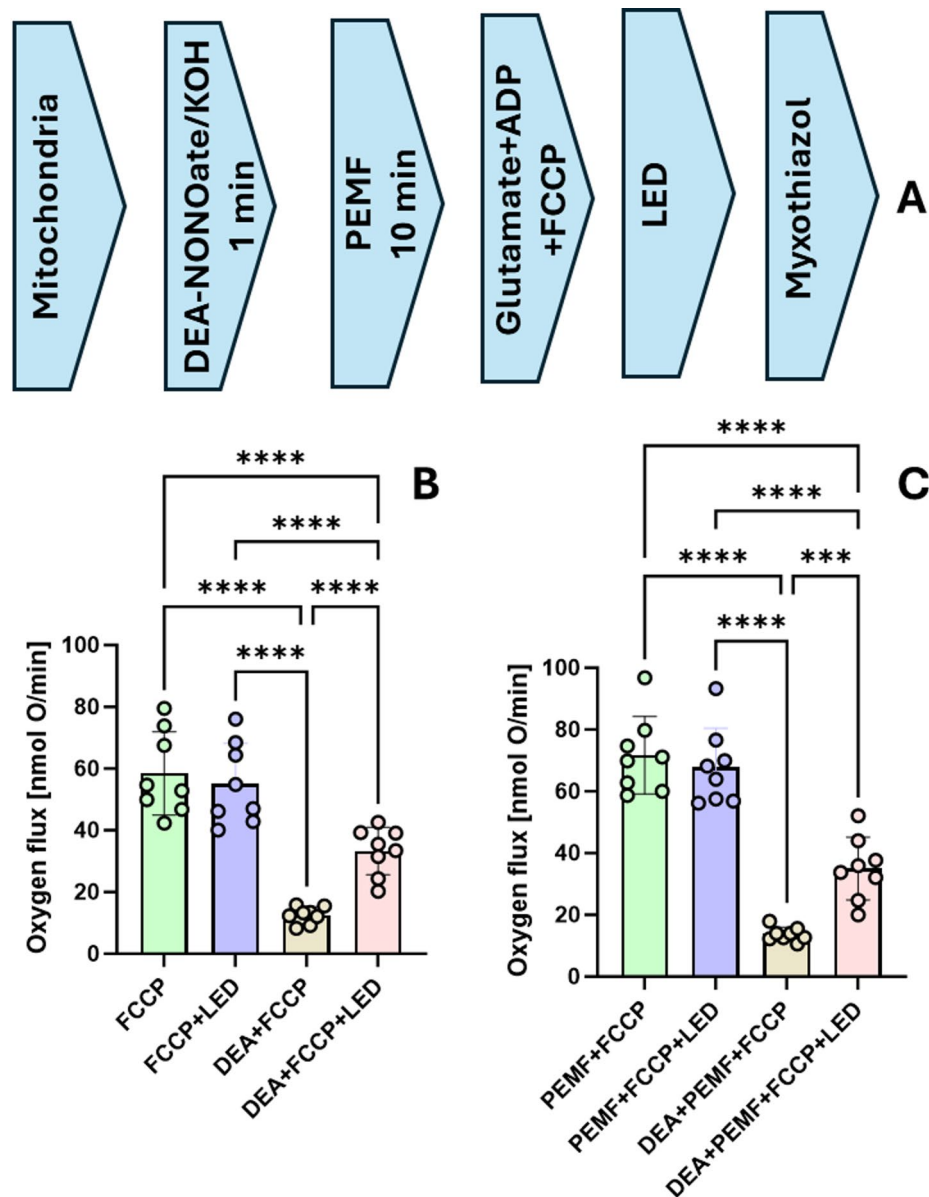 Mitochondria
DEA-NONOate/KOH
1 min
PEMF
10 min
Glutamate+ADP
+FCCP
LED
Myxothiazol
A
B
****
****
****
****
****
Oxygen flux [nmol O/min]
100
80
60
40
20
0
FCCP
FCCP+LED
DEA+FCCP
DEA+FCCP+LED
C
****
****
****
***
****
Oxygen flux [nmol O/min]
100
80
60
40
20
0
PEMF+FCCP
PEMF+FCCP+LED
DEA+PEMF+FCCP
DEA+PEMF+FCCP+LED